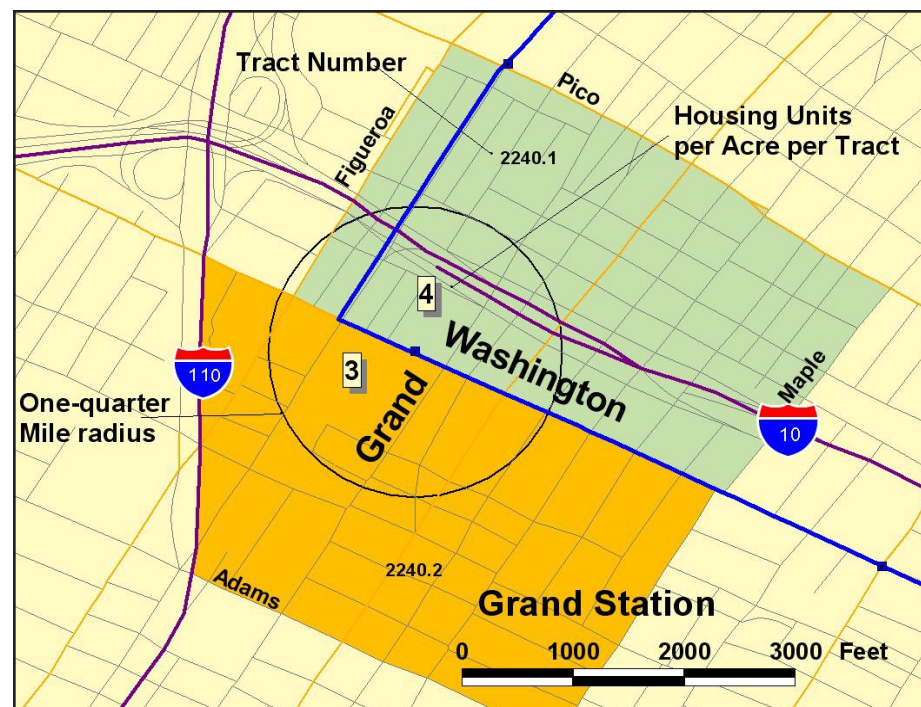 Tract Number
Pico
Housing Units
per Acre per Tract
Figueroa
2240.1
4
Washington
3
Maple
110
Grand
One-quarter
Mile radius
10
2240.2
Adams
Grand Station
0 1000 2000 3000 Feet